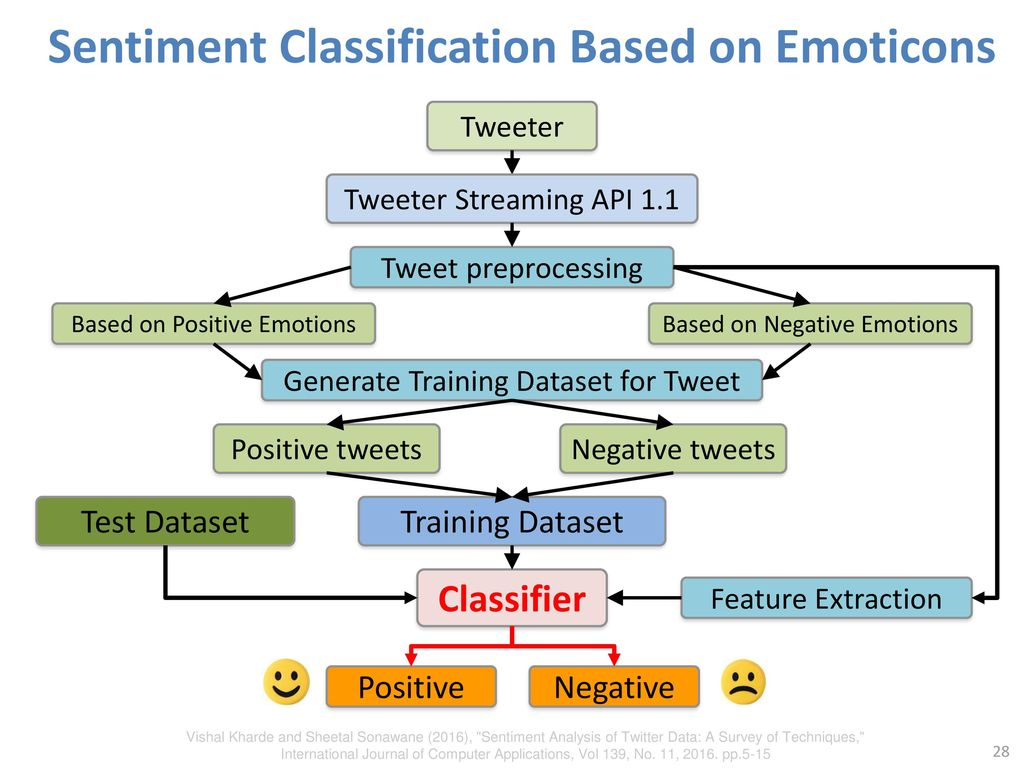 Sentiment Classification Based on Emoticons
Tweeter
Tweeter Streaming API 1.1
Tweet preprocessing
Based on Positive Emotions
Based on Negative Emotions
Generate Training Dataset for Tweet
Positive tweets
Negative tweets
Test Dataset
Training Dataset
Classifier
Feature Extraction
Positive
Negative
Vishal Kharde and Sheetal Sonawane (2016), "Sentiment Analysis of Twitter Data: A Survey of Techniques,"
International Journal of Computer Applications, Vol 139, No. 11, 2016. pp.5-15
28